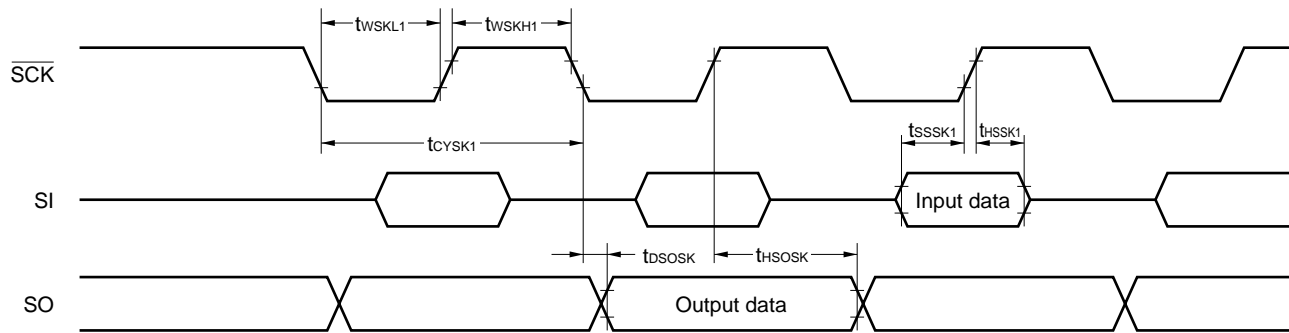 tWSKL1 tWSKH1
SCK
tCYSK1 tSSSK1 tHSSK1
SI Input data
tDSOSK tHSOSK
SO Output data